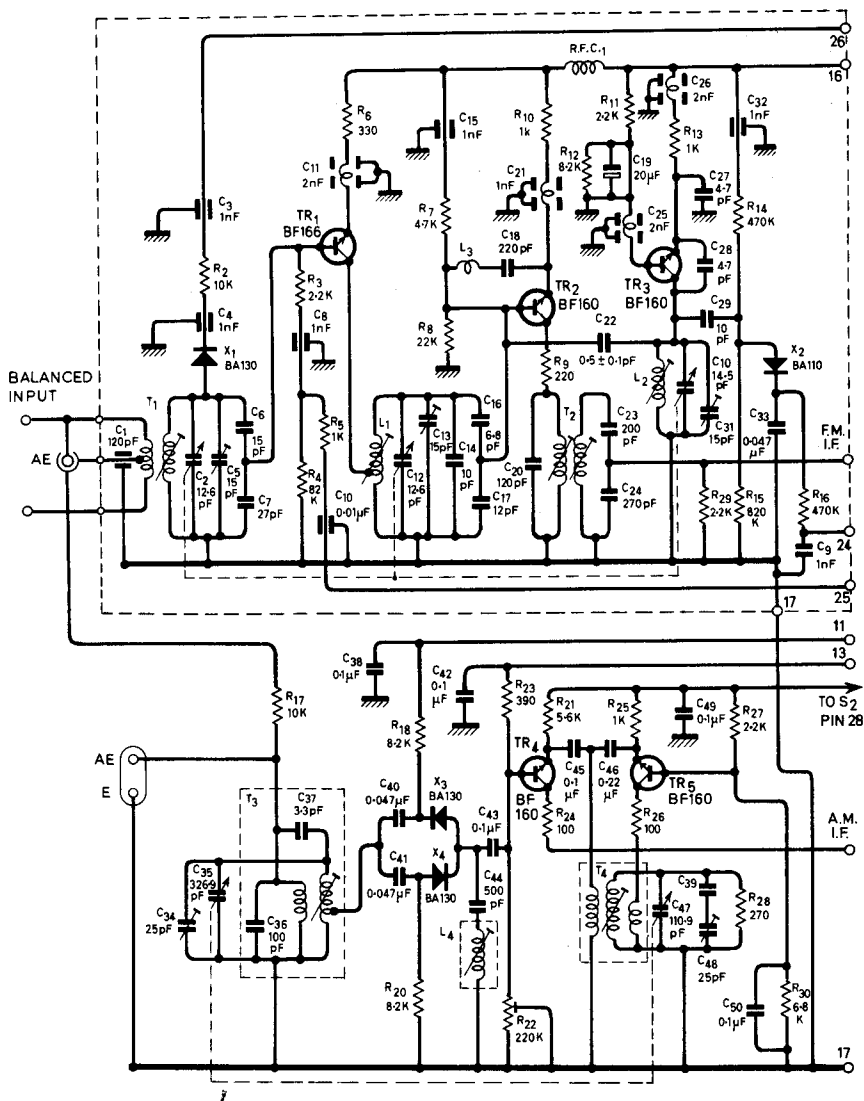 26
16
R.F.C.1
R6
330
C15
1nF
R10
1k
R11
2.2K
C26
2nF
C32
1nF
C11
2nF
C21
1nF
R12
8.2K
C19
20µF
R13
1K
C3
1nF
C27
4·7
pF
R7
4·7K
C18
220pF
C25
2nF
R14
470K
TR1
BF166
R2
10K
L3
C28
4·7
pF
R3
2.2K
TR2
BF160
TR3
BF160
C4
1nF
C8
1nF
C29
10
pF
X1
BA130
R8
22K
C22
0·5±0·1pF
X2
BA110
BALANCED
INPUT
R9
220
L2
C10
14·5
pF
T1
C6
15
pF
R5
1K
L1
C16
6·8
pF
T2
C23
200
pF
C31
15pF
C33
0·047
µF
C1
120pF
C13
15pF
F.M.
I.F.
AE
C2
12·6
pF
C5
15
pF
C7
27pF
R4
82
K
C10
0·01µF
C12
12·6
pF
C14
10
pF
C17
12pF
C20
120
pF
C24
270pF
R29
2.2K
R15
820
K
R16
470K
24
C9
1nF
25
17
11
C38
0·1µF
13
C42
0·1
µF
R23
390
R17
10K
R21
5·6K
R25
1K
C49
0·1µF
R27
2.2K
TO S2
PIN 28
R18
8.2K
TR4
BF
160
AE
C45
0·1
µF
C46
0·22
µF
TR5
BF160
E
T3
C37
3·3pF
C40
0·047µF
X3
BA130
C43
0·1µF
R24
100
R26
100
A.M.
I.F.
C41
0·047µF
X4
BA130
C44
500
pF
T4
C35
326·9
pF
C34
25pF
C36
100
pF
C39
C47
110·9
pF
R28
270
L4
C48
25pF
R20
8.2K
R22
220K
C50
0·1µF
R30
6·8
K
17